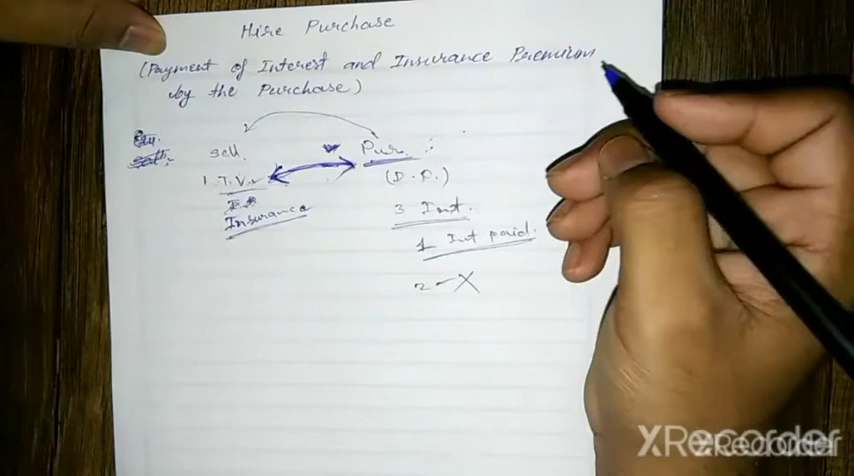 Hire Purchase
(Payment of Interest and Insurance Premium
by the Purchase)
Sell. Pur.
1. T.V. (D.P.)
Insurance 3 Int.
1 Int paid.
2 - X
XRecorder
XRecorder